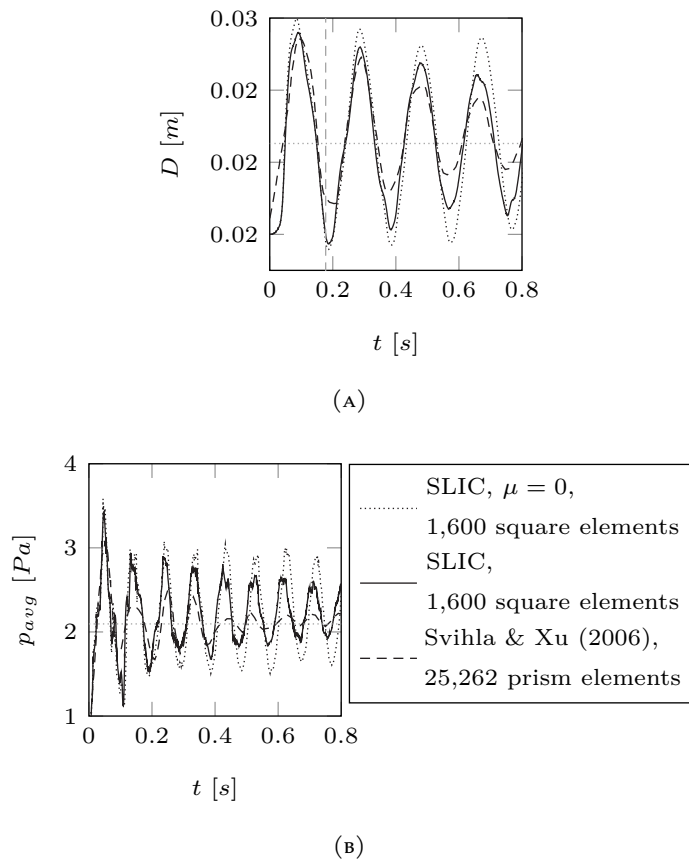 0.03
0.02
0.02
0.02
D [m]
0 0.2 0.4 0.6 0.8
t [s]
(A)
4
3
2
1
p_avg [Pa]
0 0.2 0.4 0.6 0.8
t [s]
SLIC, μ = 0,
1,600 square elements
SLIC,
1,600 square elements
Svihla & Xu (2006),
25,262 prism elements
(B)